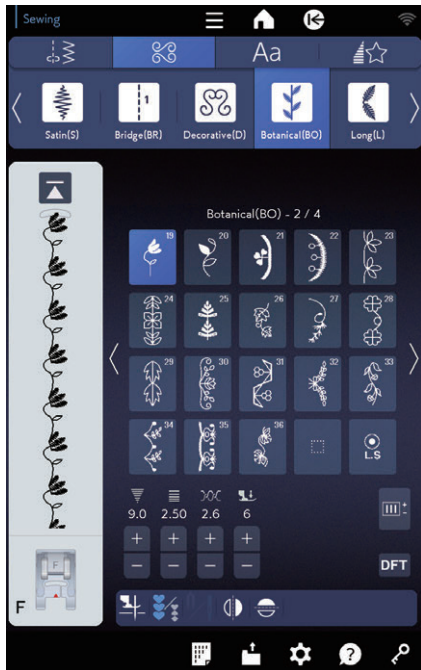 Sewing
Aa
1
Satin(S) Bridge(BR) Decorative(D) Botanical(BO) Long(L)
Botanical(BO) - 2 / 4
19 20 21 22 23
24 25 26 27 28
29 30 31 32 33
34 35 36
L.S
9.0 2.50 2.6 6
+ + + +
− − − −
DFT
F
F
?